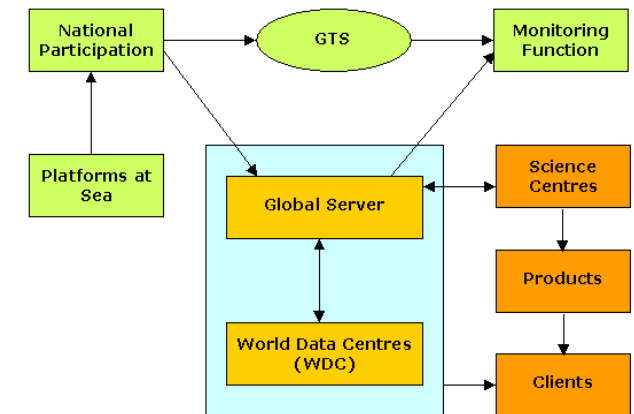 National
Participation
GTS
Monitoring
Function
Platforms at
Sea
Global Server
Science
Centres
Products
World Data Centres
(WDC)
Clients